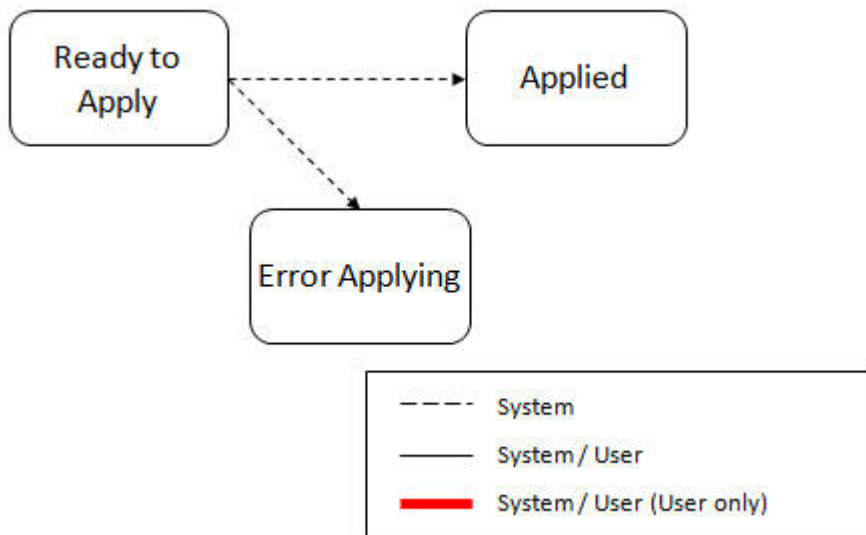 Ready to
Apply
Applied
Error Applying
System
System / User
System / User (User only)